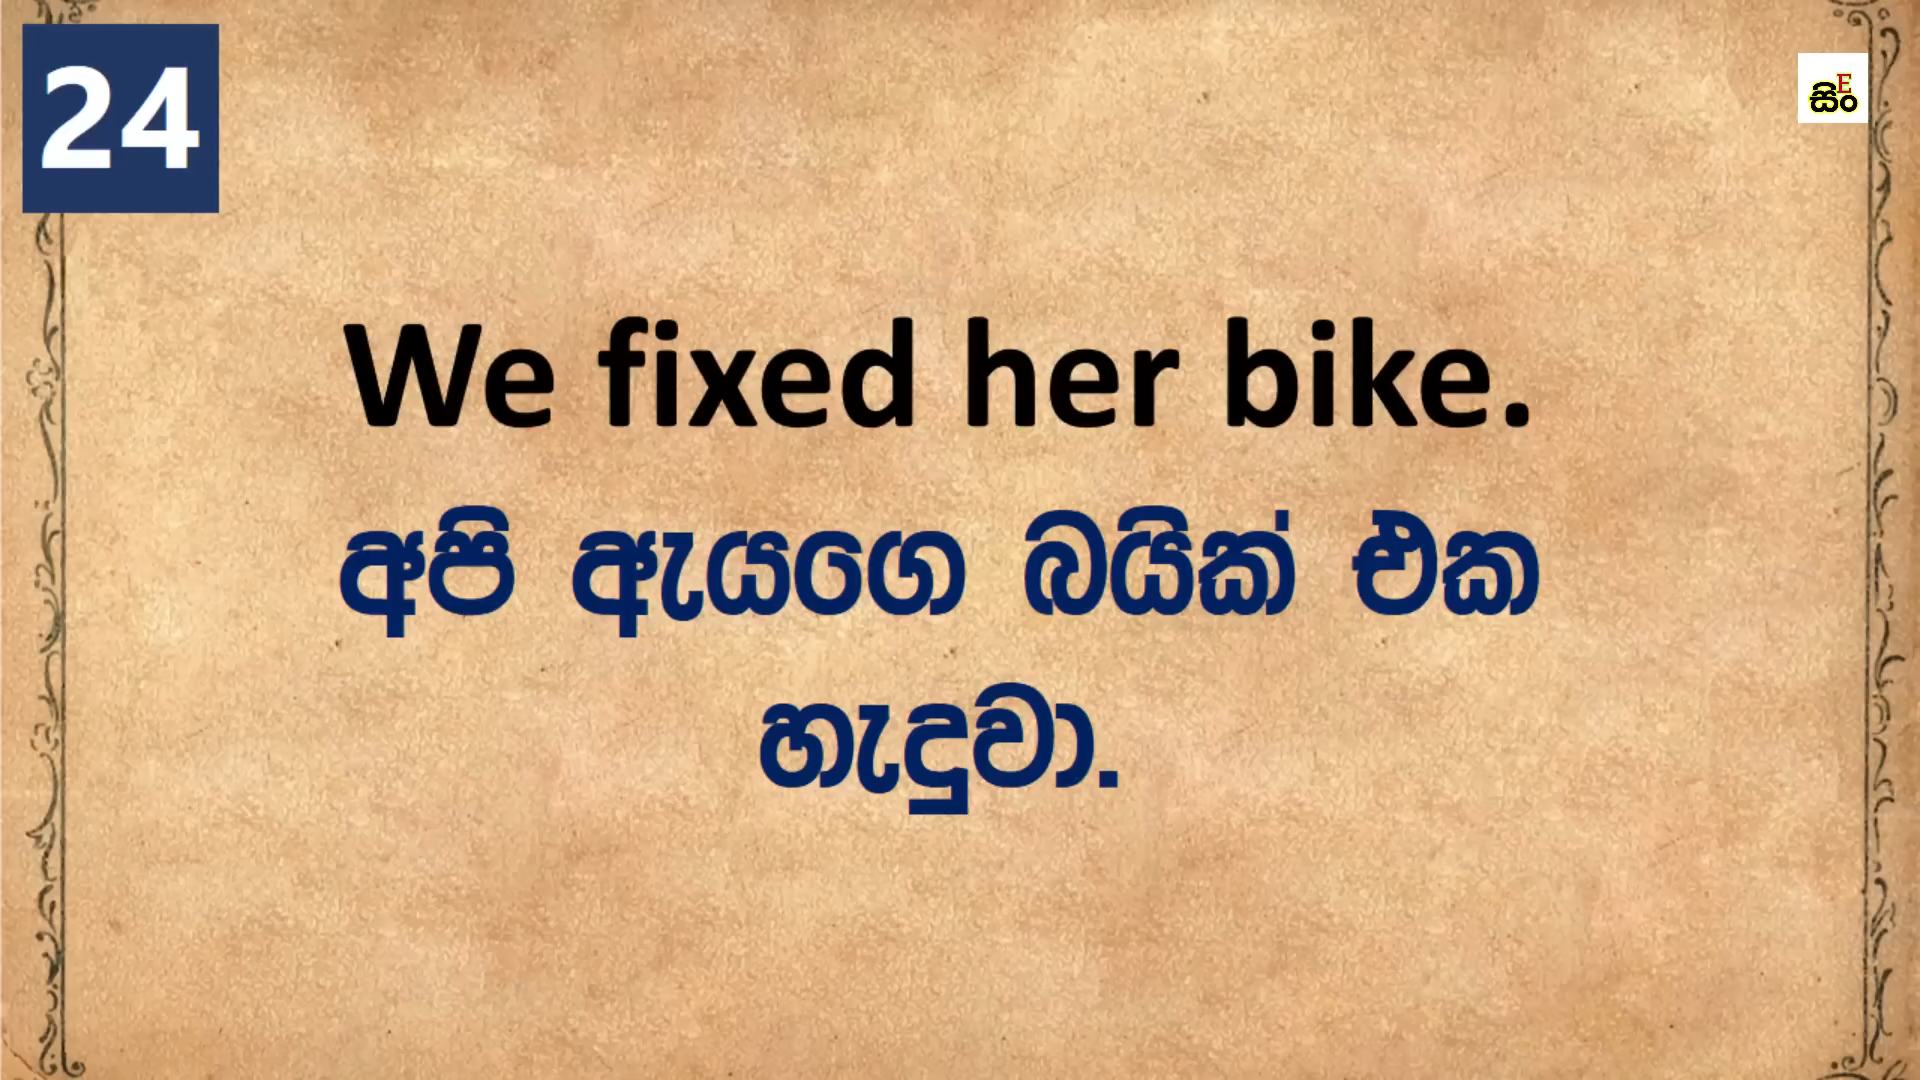 24
සිං
E
We fixed her bike.
අපි ඇයගෙ බයික් එක
හැදුවා.